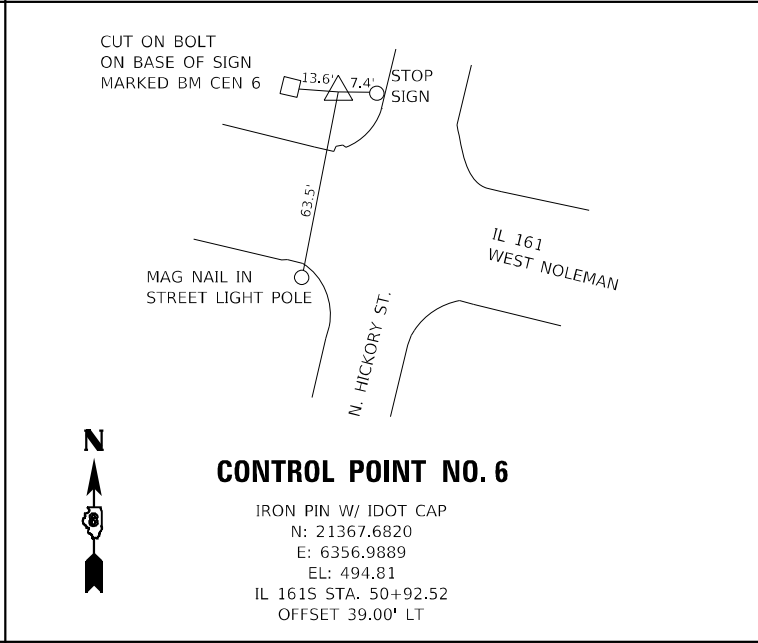 CUT ON BOLT
ON BASE OF SIGN
MARKED BM CEN 6
13.6'
7.4'
STOP
SIGN
63.5'
IL 161
WEST NOLEMAN
MAG NAIL IN
STREET LIGHT POLE
N. HICKORY ST.
N
6
CONTROL POINT NO. 6
IRON PIN W/ IDOT CAP
N: 21367.6820
E: 6356.9889
EL: 494.81
IL 161S STA. 50+92.52
OFFSET 39.00' LT